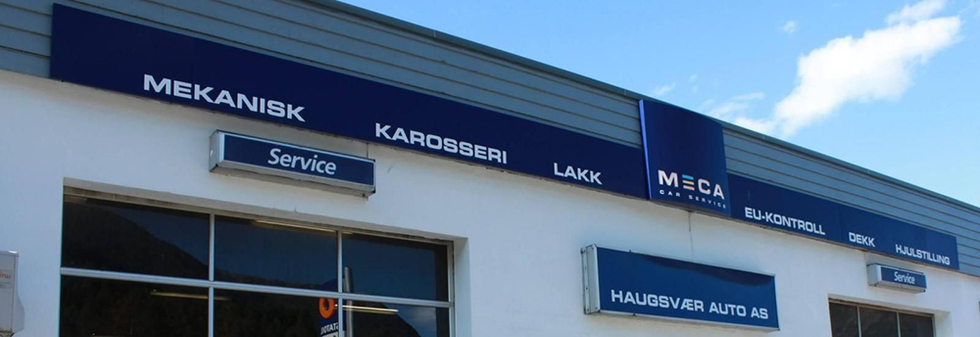 MEKANISK
KAROSSERI
LAKK
MECA
CAR SERVICE
EU-KONTROLL
DEKK
HJULSTILLING
Service
Service
HAUGSVÆR AUTO AS